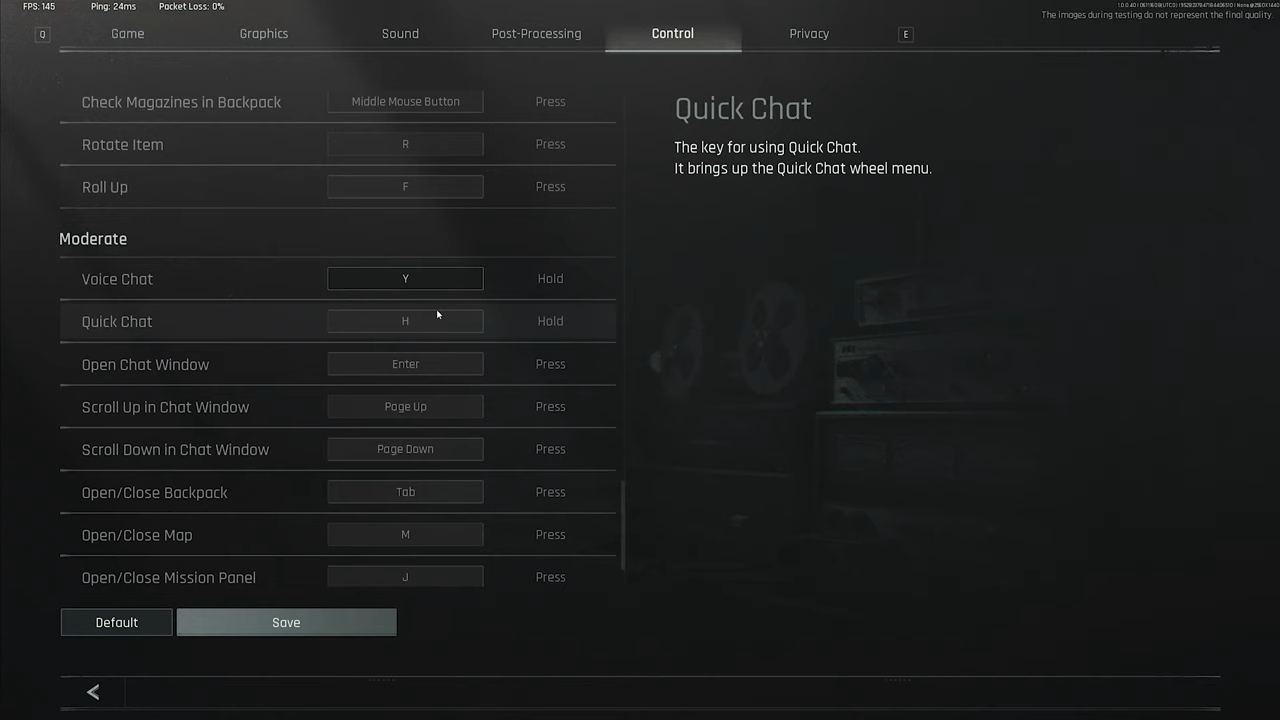 FPS: 145 Ping: 24ms Packet Loss: 0%
The images during testing do not represent the final quality
Q Game Graphics Sound Post-Processing Control Privacy E
Check Magazines in Backpack Middle Mouse Button Press
Rotate Item R Press
Roll Up F Press
Moderate
Voice Chat Y Hold
Quick Chat H Hold
Open Chat Window Enter Press
Scroll Up in Chat Window Page Up Press
Scroll Down in Chat Window Page Down Press
Open/Close Backpack Tab Press
Open/Close Map M Press
Open/Close Mission Panel J Press
Default Save
Quick Chat
The key for using Quick Chat.
It brings up the Quick Chat wheel menu.